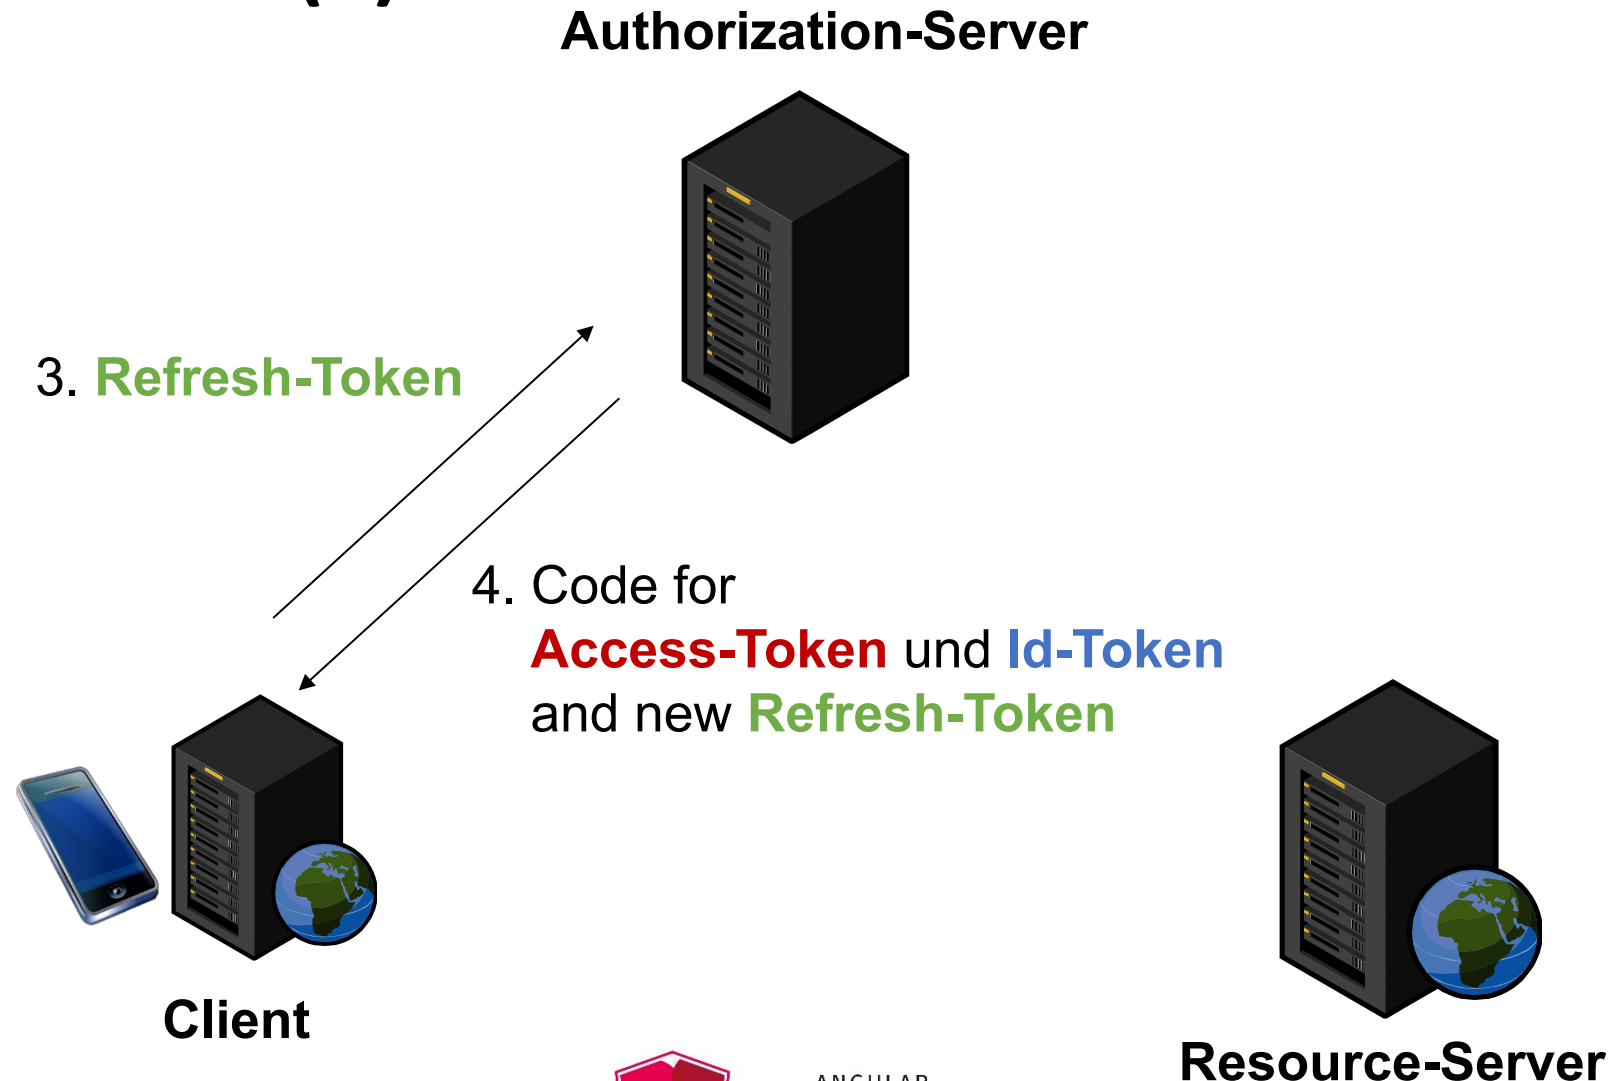 Authorization-Server
3. Refresh-Token
4. Code for
Access-Token und Id-Token
and new Refresh-Token
Client
Resource-Server
ANGULAR